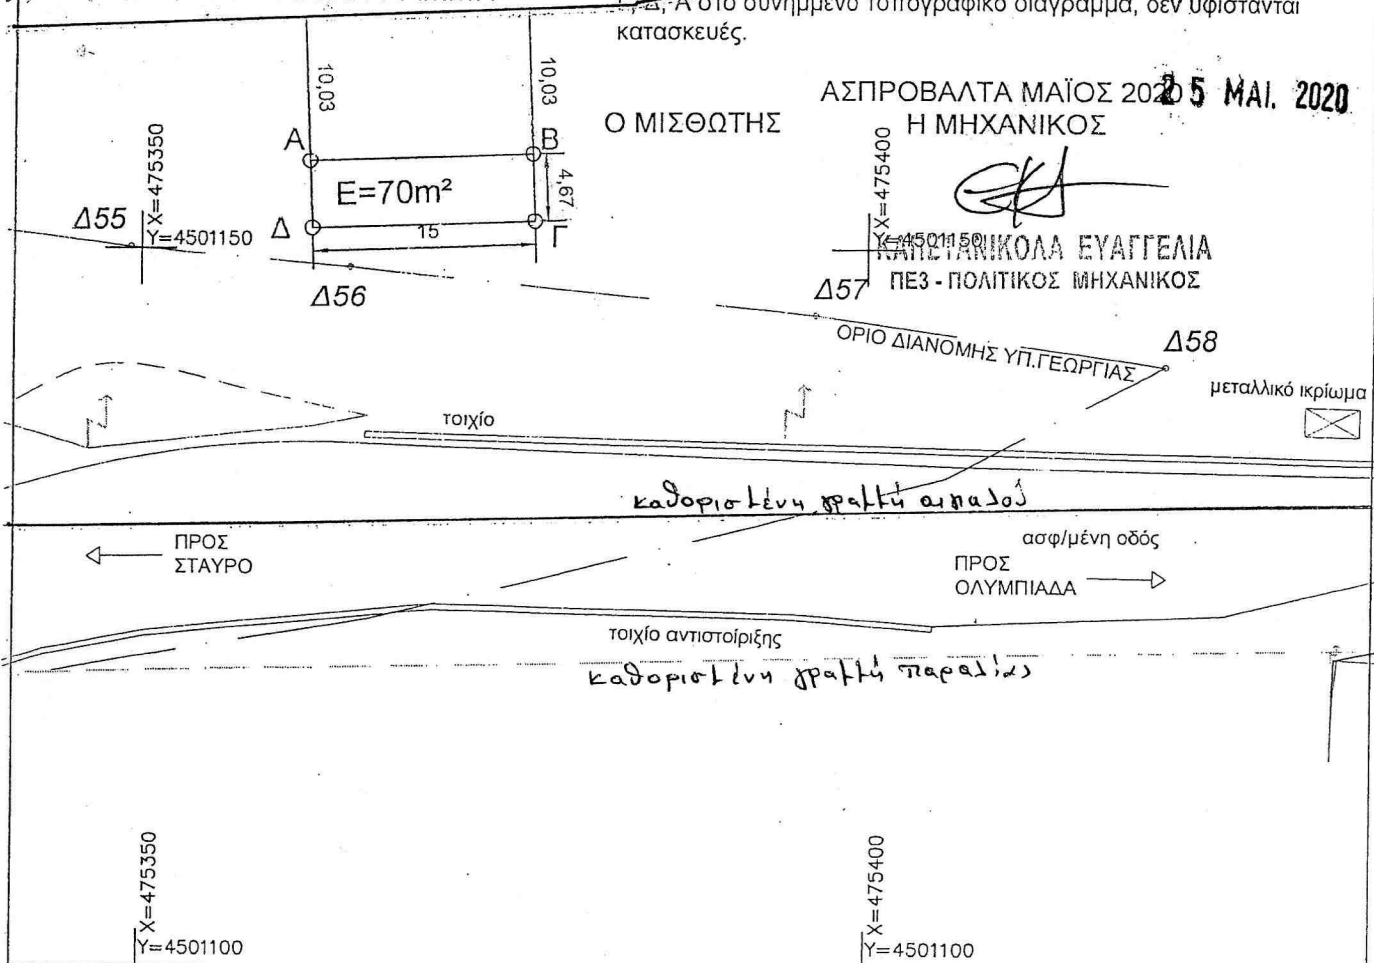 Γ, Δ, Α στο συνημμένο τοπογραφικό διάγραμμα, δεν υφίστανται
κατασκευές.
10,03
10,03
ΑΣΠΡΟΒΑΛΤΑ ΜΑΪΟΣ 2020
25 ΜΑΙ. 2020
Ο ΜΙΣΘΩΤΗΣ
Η ΜΗΧΑΝΙΚΟΣ
Α
Β
Ε=70m²
4,67
Δ
15
Γ
Δ55
X=475350
Y=4501150
X=475400
Y=4501150
ΚΑΠΕΤΑΝΙΚΟΛΑ ΕΥΑΓΓΕΛΙΑ
ΠΕ3 - ΠΟΛΙΤΙΚΟΣ ΜΗΧΑΝΙΚΟΣ
Δ56
Δ57
ΟΡΙΟ ΔΙΑΝΟΜΗΣ ΥΠ.ΓΕΩΡΓΙΑΣ
Δ58
μεταλλικό ικρίωμα
τοιχίο
καθορισμένη γραμμή αιγιαλού
ΠΡΟΣ
ΣΤΑΥΡΟ
ασφ/μένη οδός
ΠΡΟΣ
ΟΛΥΜΠΙΑΔΑ
τοιχίο αντιστοίριξης
καθορισμένη γραμμή παραλίας
X=475350
Y=4501100
X=475400
Y=4501100